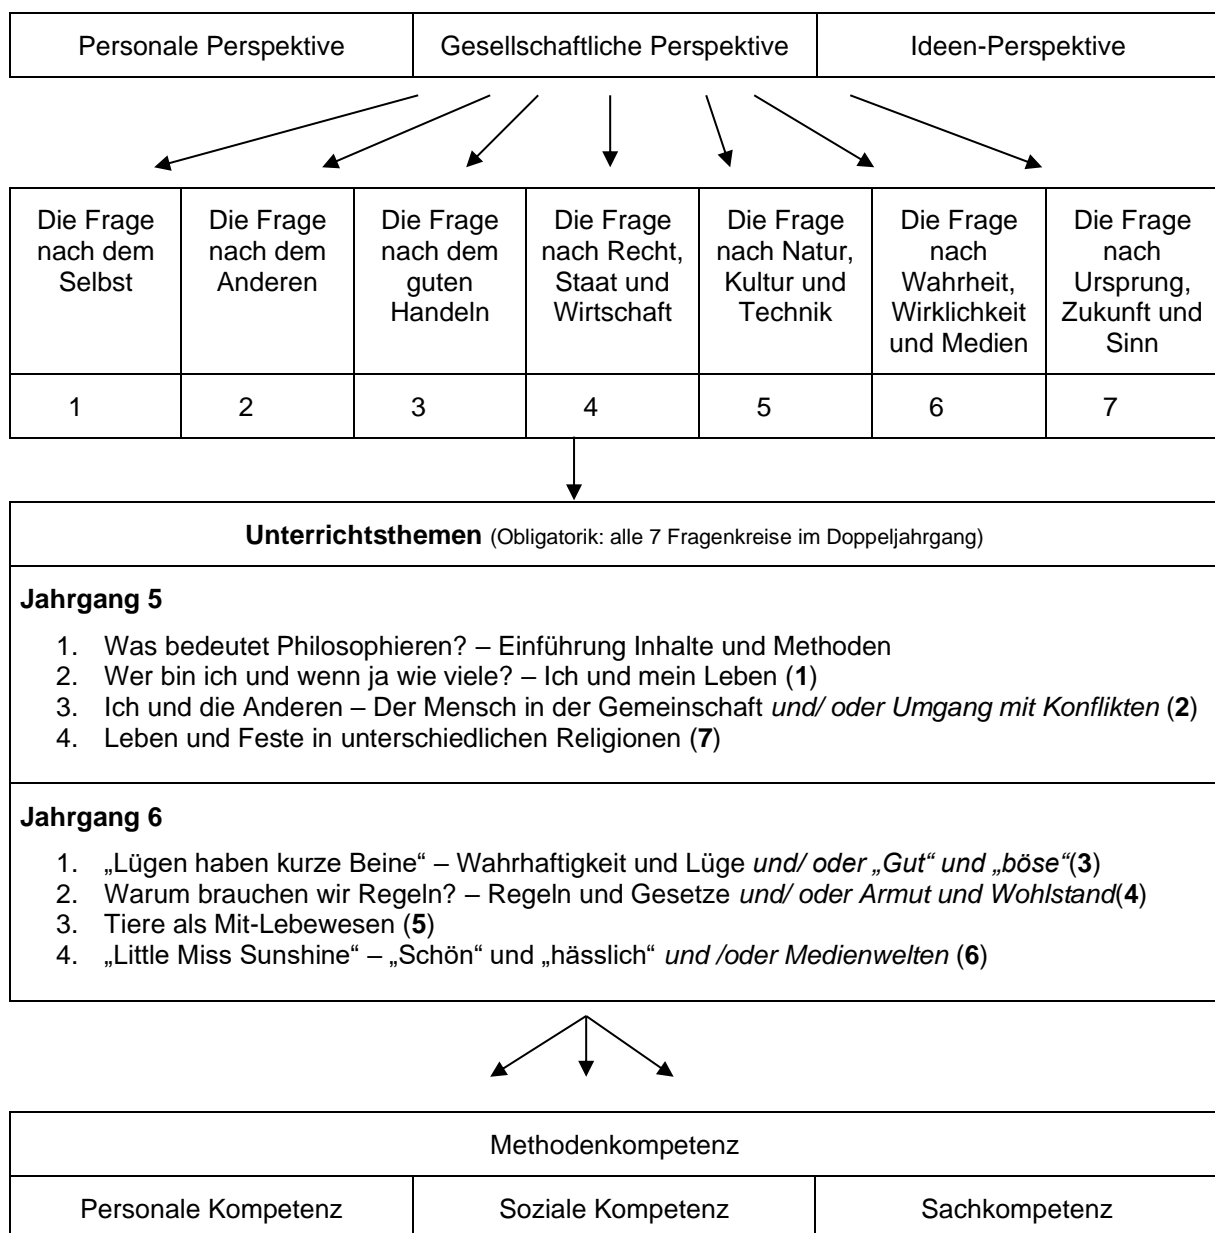 Personale Perspektive
Gesellschaftliche Perspektive
Ideen-Perspektive
Die Frage
nach dem
Selbst
Die Frage
nach dem
Anderen
Die Frage
nach dem
guten
Handeln
Die Frage
nach Recht,
Staat und
Wirtschaft
Die Frage
nach Natur,
Kultur und
Technik
Die Frage
nach
Wahrheit,
Wirklichkeit
und Medien
Die Frage
nach
Ursprung,
Zukunft und
Sinn
1
2
3
4
5
6
7
Unterrichtsthemen (Obligatorik: alle 7 Fragenkreise im Doppeljahrgang)
Jahrgang 5
1. Was bedeutet Philosophieren? – Einführung Inhalte und Methoden
2. Wer bin ich und wenn ja wie viele? – Ich und mein Leben (1)
3. Ich und die Anderen – Der Mensch in der Gemeinschaft und/ oder Umgang mit Konflikten (2)
4. Leben und Feste in unterschiedlichen Religionen (7)
Jahrgang 6
1. „Lügen haben kurze Beine“ – Wahrhaftigkeit und Lüge und/ oder „Gut“ und „böse“(3)
2. Warum brauchen wir Regeln? – Regeln und Gesetze und/ oder Armut und Wohlstand(4)
3. Tiere als Mit-Lebewesen (5)
4. „Little Miss Sunshine“ – „Schön“ und „hässlich“ und /oder Medienwelten (6)
Methodenkompetenz
Personale Kompetenz
Soziale Kompetenz
Sachkompetenz